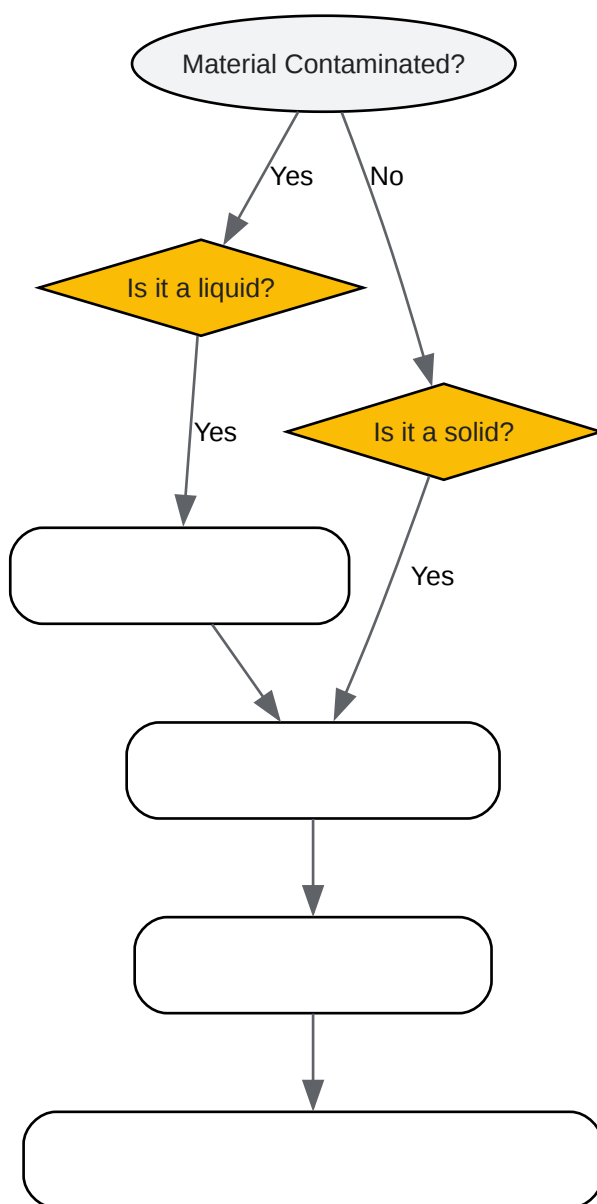 Material Contaminated?
Yes
No
Is it a liquid?
Yes
Is it a solid?
Yes